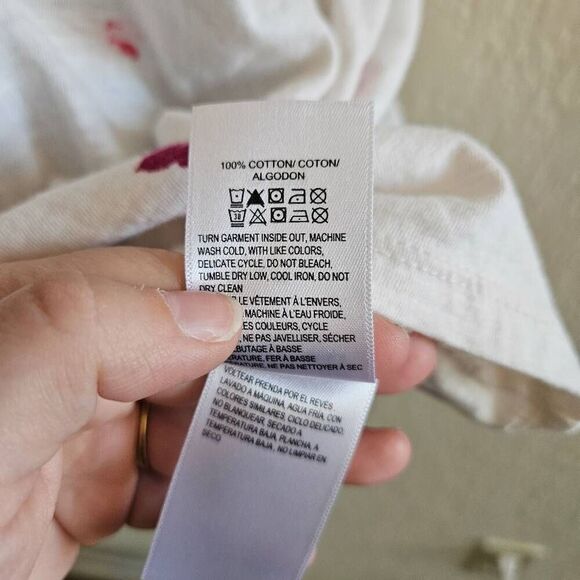 100% COTTON/ COTON/
ALGODON
30
TURN GARMENT INSIDE OUT, MACHINE
WASH COLD, WITH LIKE COLORS,
DELICATE CYCLE, DO NOT BLEACH,
TUMBLE DRY LOW, COOL IRON, DO NOT
DRY CLEAN
LE VÊTEMENT À L'ENVERS,
MACHINE À L'EAU FROIDE,
LES COULEURS, CYCLE
NE PAS JAVELLISER, SÉCHER
BASSE
FER À BASSE
NE PAS NETTOYER À SEC
VOLTEAR PRENDA POR EL REVÉS
LAVADO A MÁQUINA, AGUA FRIA, CON
COLORES SIMILARES, CICLO DELICADO,
NO BLANQUEAR, SECADO A
TEMPERATURA BAJA, PLANCHA, A
TEMPERATURA BAJA, NO LIMPIAR EN
SECO